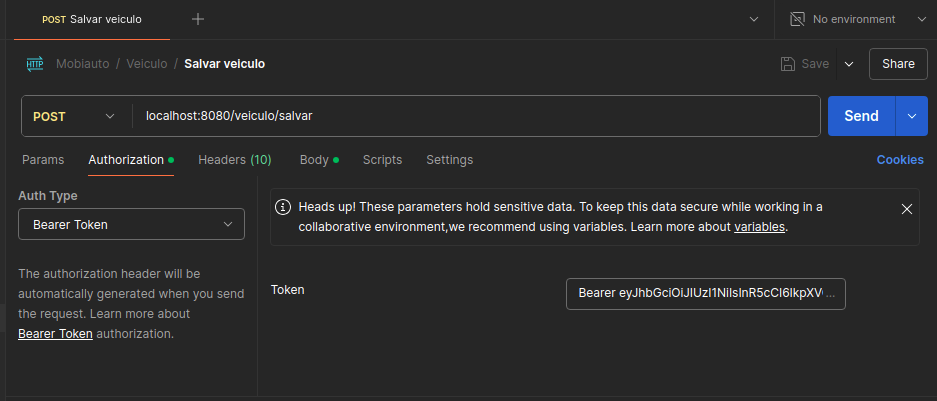 POST Salvar veiculo
No environment
HTTP Mobiauto / Veiculo / Salvar veiculo
Save
Share
POST
localhost:8080/veiculo/salvar
Send
Params Authorization Headers (10) Body Scripts Settings
Cookies
Auth Type
Bearer Token
The authorization header will be
automatically generated when you send
the request. Learn more about
Bearer Token authorization.
Heads up! These parameters hold sensitive data. To keep this data secure while working in a
collaborative environment,we recommend using variables. Learn more about variables.
Token
Bearer eyJhbGciOiJIUzI1NiIsInR5cCI6IkpXV...